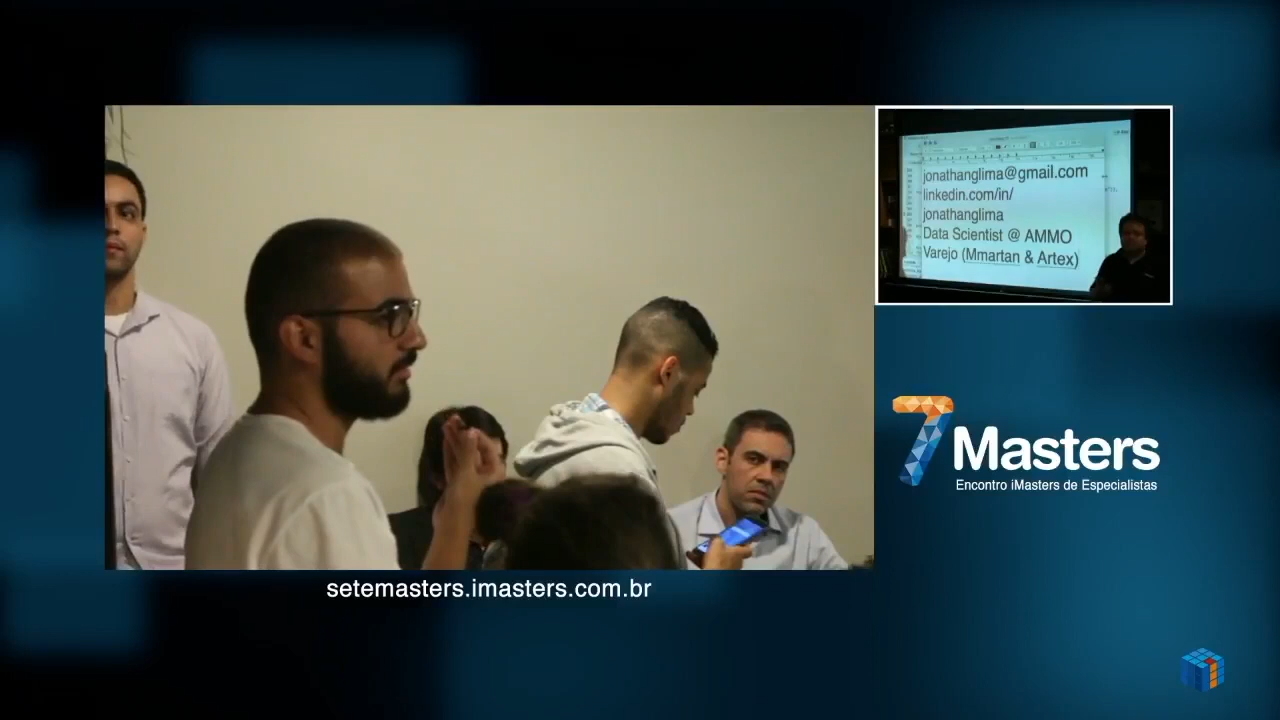 jonathanglima@gmail.com
linkedin.com/in/
jonathanglima
Data Scientist @ AMMO
Varejo (Mmartan & Artex)
7Masters
Encontro iMasters de Especialistas
setemasters.imasters.com.br